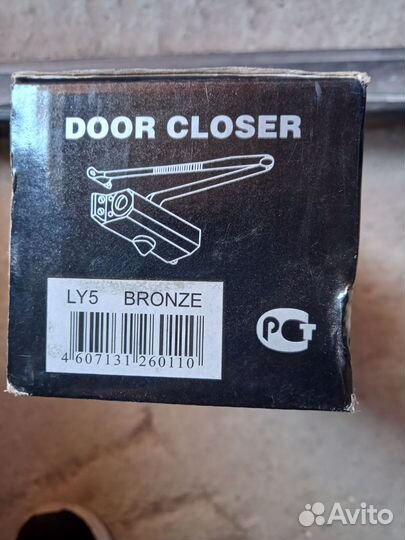 DOOR CLOSER
LY5 BRONZE
4 607131 260110
РСТ
Avito